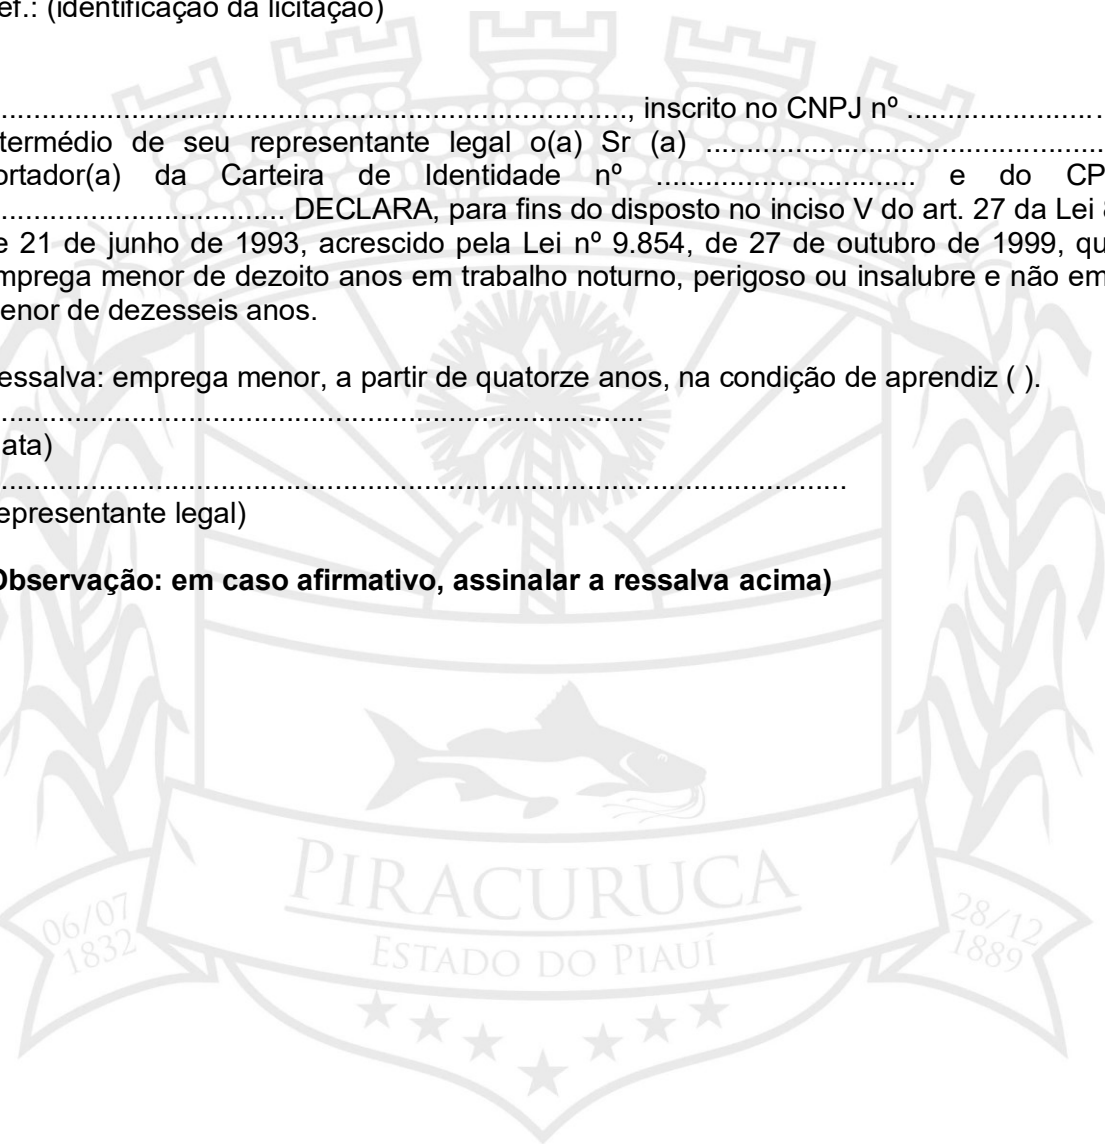 ef.: (identificação da licitação)
..................................................................................., inscrito no CNPJ nº .........................
termédio de seu representante legal o(a) Sr (a) ..................................................
ortador(a) da Carteira de Identidade nº ................................. e do CP
.................................... DECLARA, para fins do disposto no inciso V do art. 27 da Lei 8
e 21 de junho de 1993, acrescido pela Lei nº 9.854, de 27 de outubro de 1999, qu
mprega menor de dezoito anos em trabalho noturno, perigoso ou insalubre e não em
enor de dezesseis anos.
essalva: emprega menor, a partir de quatorze anos, na condição de aprendiz ( ).
..................................................................................
ata)
............................................................................................................
epresentante legal)
Observação: em caso afirmativo, assinalar a ressalva acima)
PIRACURUCA
ESTADO DO PIAUÍ
06/07
1832
28/12
1889